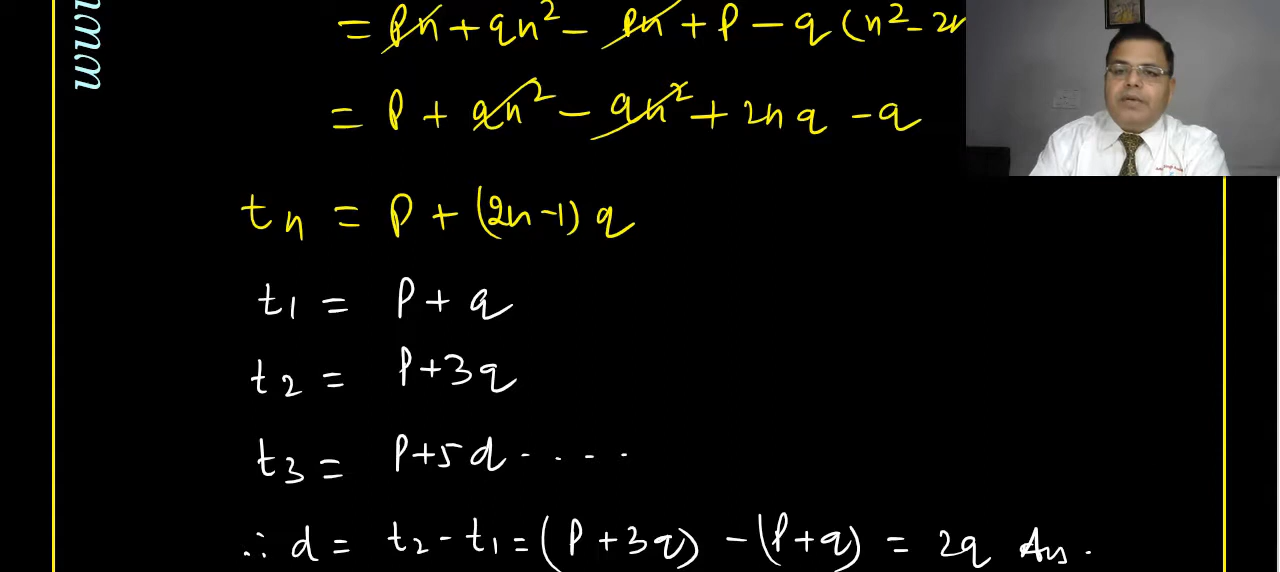 www
= pn + qn² - pn + p - q (n² - 2n
= p + qn² - qn² + 2nq - q
tn = p + (2n-1) q
t1 = p + q
t2 = p+3q
t3 = p+5d ....
∴ d = t2 - t1 = (p + 3q) - (p+q) = 2q Ans.